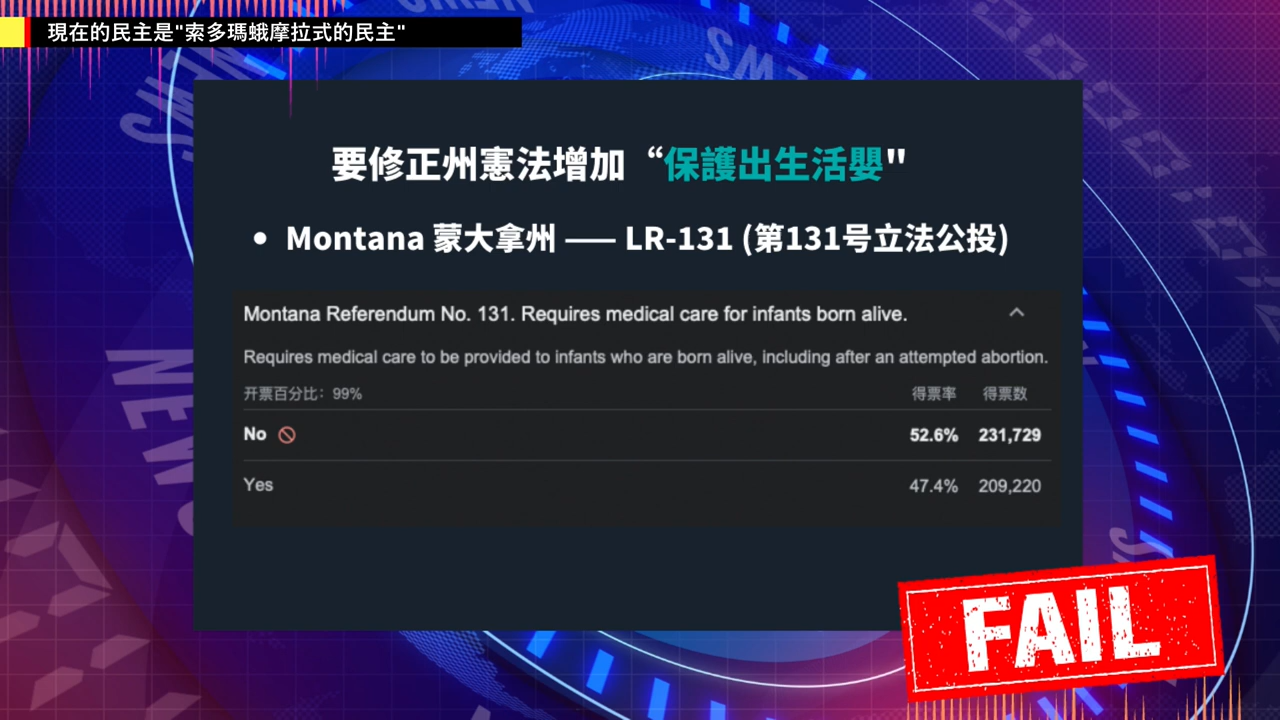 現在的民主是"索多瑪蛾摩拉式的民主"
NEWS
NEWS
要修正州憲法增加“保護出生活嬰"
• Montana 蒙大拿州 —— LR-131 (第131号立法公投)
Montana Referendum No. 131. Requires medical care for infants born alive.
Requires medical care to be provided to infants who are born alive, including after an attempted abortion.
开票百分比：99% 得票率 得票数
No 52.6% 231,729
Yes 47.4% 209,220
NEWS
FAIL